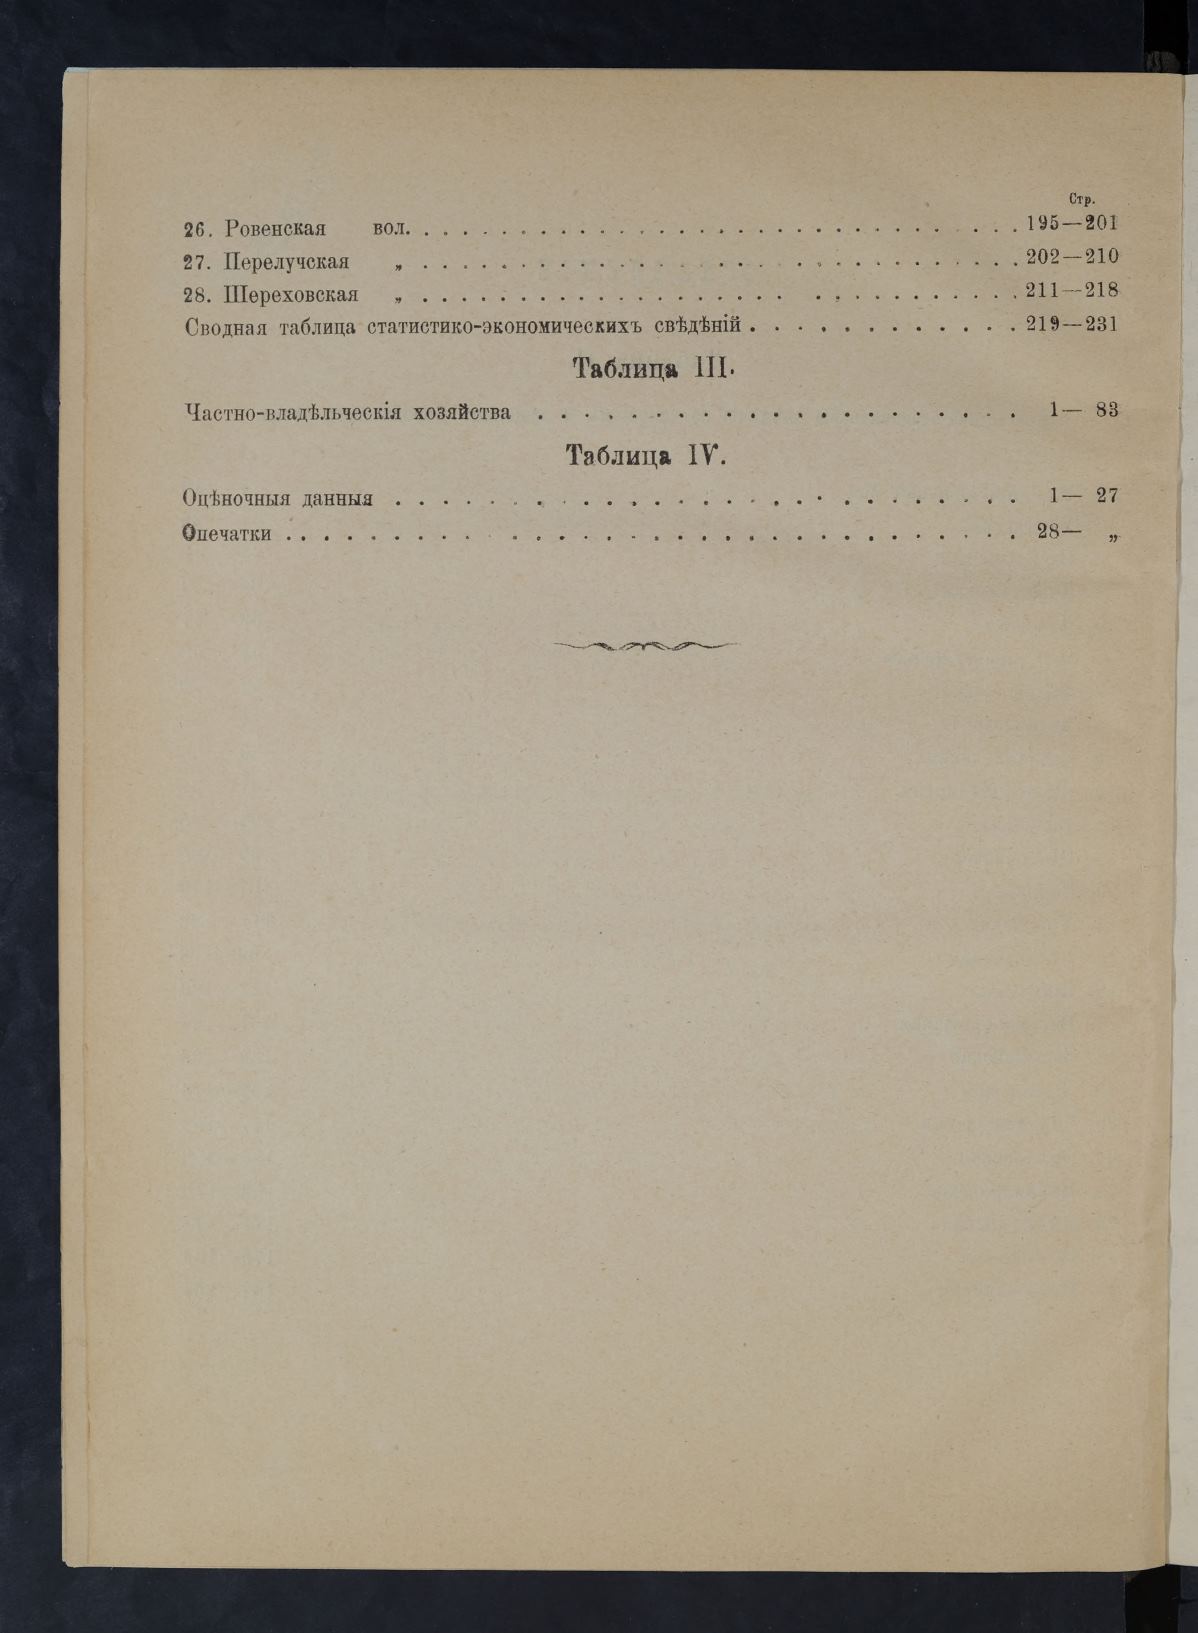 Стр.
26. Ровенская вол. . . . . . . . . . . . . . . . . . . . . . . . . . . 195—201
27. Перелучская „ . . . . . . . . . . . . . . . . . . . . . . . . . . 202—210
28. Шереховская „ . . . . . . . . . . . . . . . . . . . . . . . . . . 211—218
Сводная таблица статистико-экономическихъ свѣдѣній . . . . . . . . . . . . 219—231
Таблица III.
Частно-владѣльческія хозяйства . . . . . . . . . . . . . . . . . . . . . 1— 83
Таблица IV.
Оцѣночныя данныя . . . . . . . . . . . . . . . . . . . . . . . . . . . 1— 27
Опечатки . . . . . . . . . . . . . . . . . . . . . . . . . . . . . . . 28— „